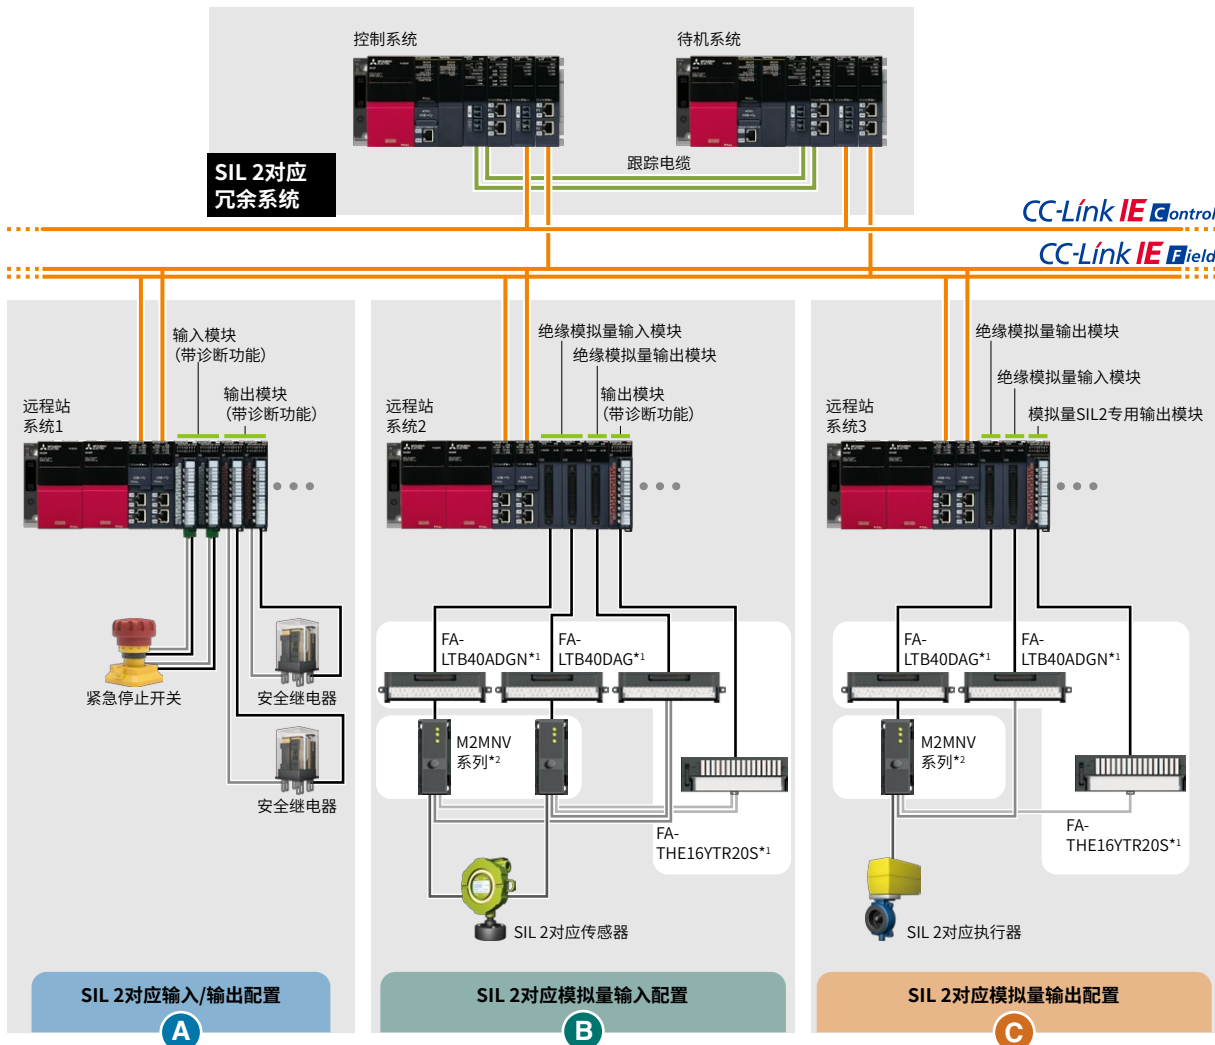 控制系统
待机系统
跟踪电缆
SIL 2对应
冗余系统
CC-Link IE Control
CC-Link IE Field
输入模块
（带诊断功能）
输出模块
（带诊断功能）
远程站
系统1
紧急停止开关
安全继电器
安全继电器
SIL 2对应输入/输出配置
A
绝缘模拟量输入模块
绝缘模拟量输出模块
输出模块
（带诊断功能）
远程站
系统2
FA-
LTB40ADGN*1
FA-
LTB40DAG*1
M2MNV
系列*2
FA-
THE16YTR20S*1
SIL 2对应传感器
SIL 2对应模拟量输入配置
B
绝缘模拟量输出模块
绝缘模拟量输入模块
模拟量SIL2专用输出模块
远程站
系统3
FA-
LTB40DAG*1
FA-
LTB40ADGN*1
M2MNV
系列*2
FA-
THE16YTR20S*1
SIL 2对应执行器
SIL 2对应模拟量输出配置
C